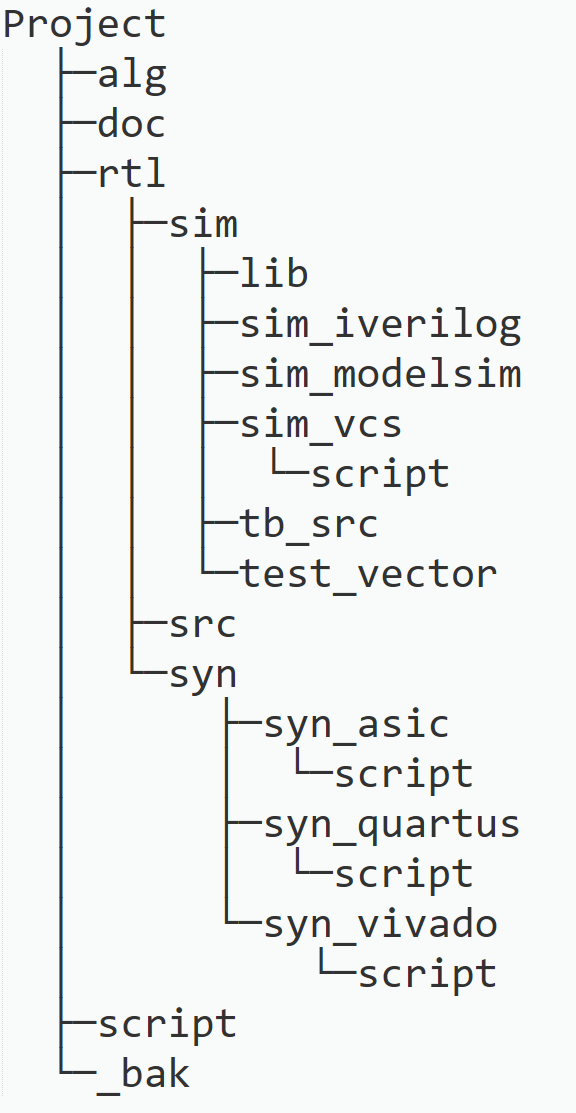 Project
├─alg
├─doc
├─rtl
├─sim
├─lib
├─sim_iverilog
├─sim_modelsim
├─sim_vcs
└─script
├─tb_src
└─test_vector
├─src
└─syn
├─syn_asic
└─script
├─syn_quartus
└─script
└─syn_vivado
└─script
├─script
└─_bak